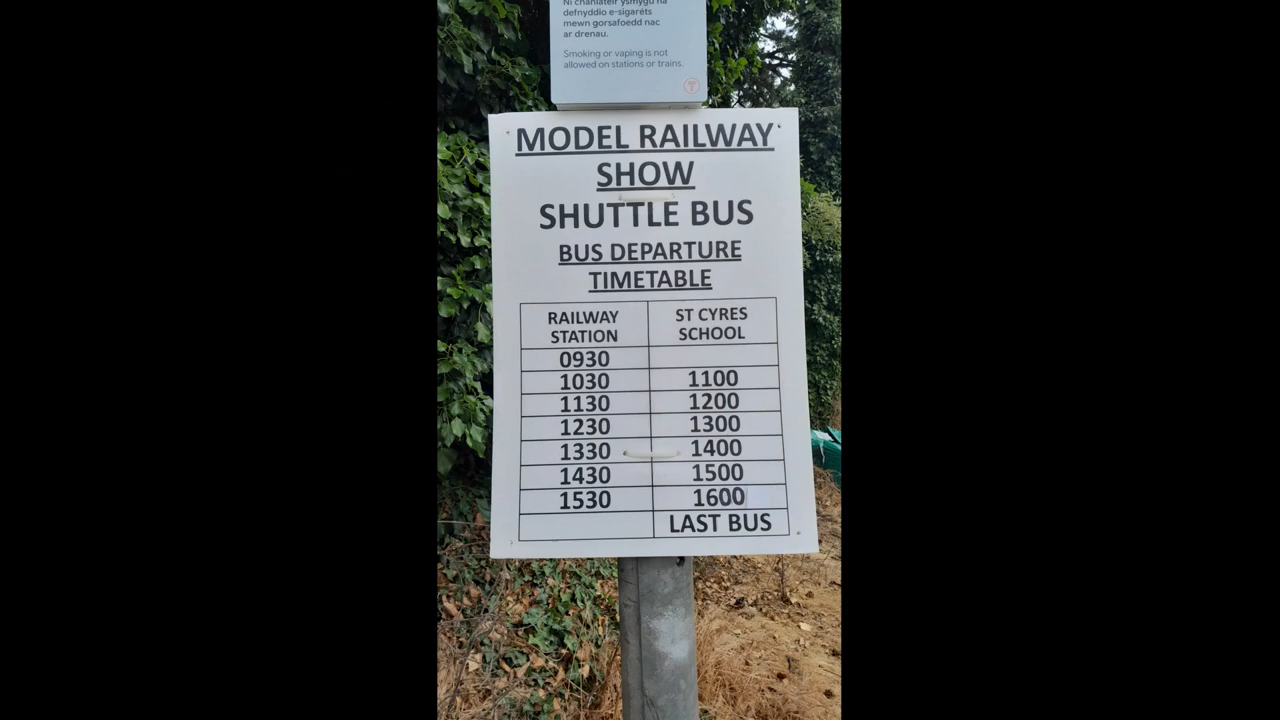 Ni chaniateir ysmygu na
defnyddio e-sigaréts
mewn gorsafoedd nac
ar drenau.
Smoking or vaping is not
allowed on stations or trains.
MODEL RAILWAY
SHOW
SHUTTLE BUS
BUS DEPARTURE
TIMETABLE
RAILWAY STATION ST CYRES SCHOOL
0930
1030 1100
1130 1200
1230 1300
1330 1400
1430 1500
1530 1600
LAST BUS